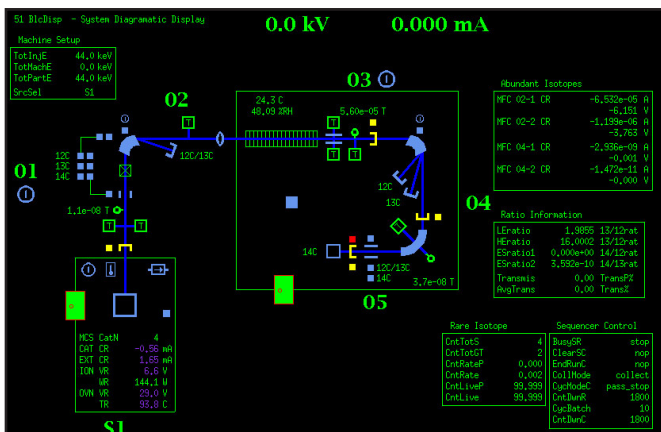 51 BlcDisp - System Diagramatic Display
0.0 kV
0.000 mA
Machine Setup
TotInjE 44.0 keV
TotMachE 0.0 keV
TotPartE 44.0 keV
SrcSel S1
02
T
01
12C
13C
14C
12C/13C
1.1e-08 T
T T
MCS CatN 4
CAT CR -0.56 mA
EXT CR 1.65 mA
ION VR 6.6 V
WR 144.1 W
OVN VR 29.0 V
TR 93.8 C
S1
03
24.3 C
48.09 %RH
5.60e-05 T
T T
12C
13C
04
14C
12C/13C
14C
3.7e-08 T
05
Abundant Isotopes
MFC 02-1 CR -6.532e-05 A
-6.151 V
MFC 02-2 CR -1.199e-06 A
-3.763 V
MFC 04-1 CR -2.936e-09 A
-0.001 V
MFC 04-2 CR -1.472e-11 A
-0.000 V
Ratio Information
LEratio 1.9855 13/12rat
HEratio 16.0002 13/12rat
ESratio1 0.000e+00 14/12rat
ESratio2 3.592e-10 14/13rat
Transmis 0.00 TransP%
AvgTrans 0.00 Trans%
Rare Isotope
CntTotS 4
CntTotGT 2
CntRateP 0.000
CntRate 0.002
CntLiveP 99.999
CntLive 99.999
Sequencer Control
BusySR stop
ClearSC nop
EndRunC nop
CollMode collect
CycModeC pass_stop
CntDwnR 1800
CycBatch 10
CntDwnC 1800